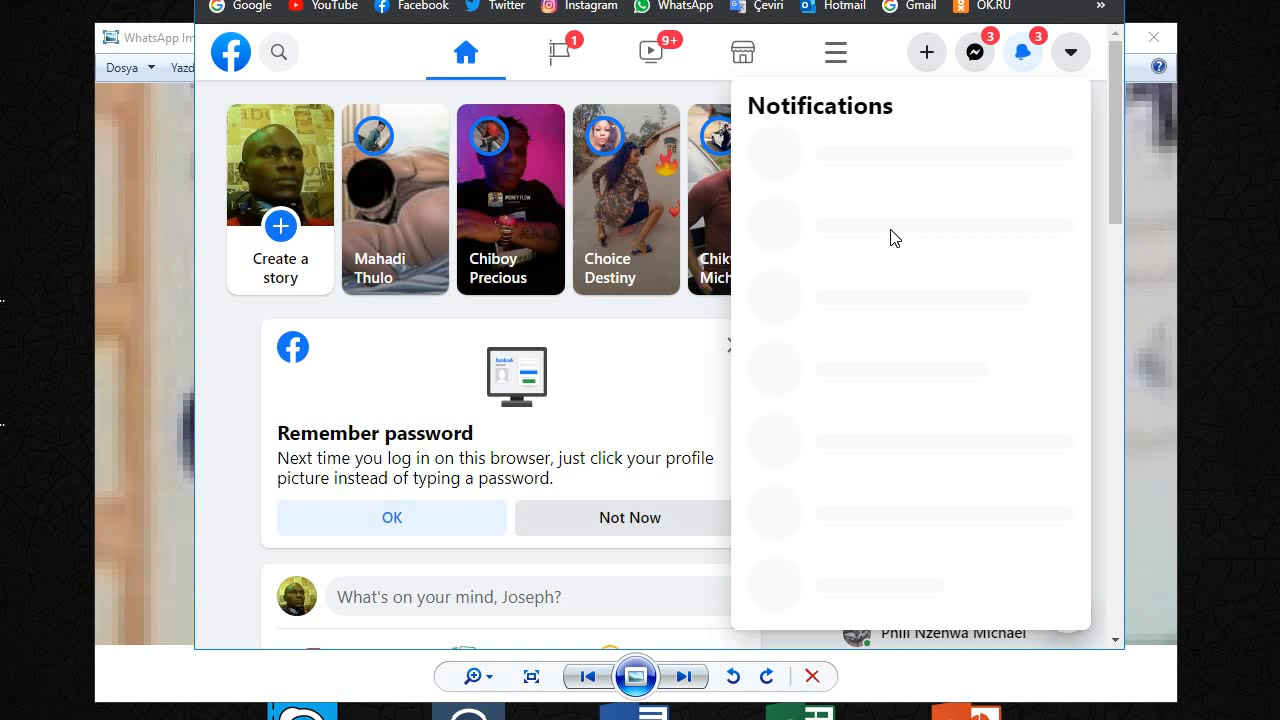 Google YouTube Facebook Twitter Instagram WhatsApp Çeviri Hotmail Gmail OK.RU »
WhatsApp Im
Dosya Yazd
1 9+ 3 3
Notifications
Create a
story
Mahadi
Thulo
Chiboy
Precious
Choice
Destiny
Remember password
Next time you log in on this browser, just click your profile
picture instead of typing a password.
OK Not Now
What's on your mind, Joseph?
Phili Nzenwa Michael